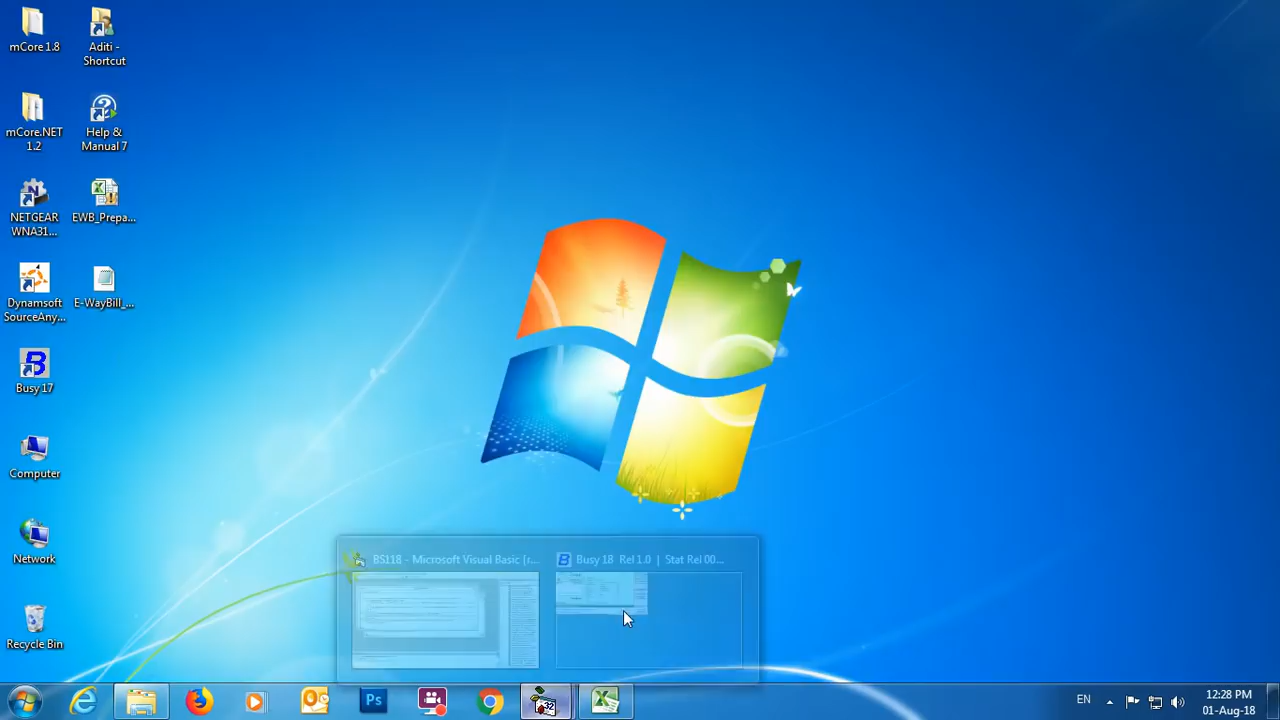 mCore 1.8
Aditi -
Shortcut
mCore.NET
1.2
Help &
Manual 7
NETGEAR
WNA31...
EWB_Prepa...
Dynamsoft
SourceAny...
E-WayBill_...
Busy 17
Computer
Network
Recycle Bin
BS118 - Microsoft Visual Basic [r...
Busy 18 Rel 1.0 | Stat Rel 00...
Ps
32
EN
12:28 PM
01-Aug-18